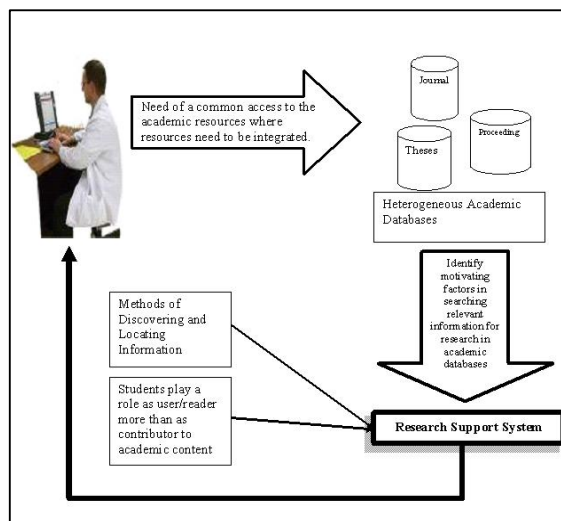 Need of a common access to the
academic resources where
resources need to be integrated.
Journal
Proceeding
Theses
Heterogeneous Academic
Databases
Identify
motivating
factors in
searching
relevant
information for
research in
academic
databases
Methods of
Discovering and
Locating
Information
Students play a
role as user/reader
more than as
contributor to
academic content
Research Support System